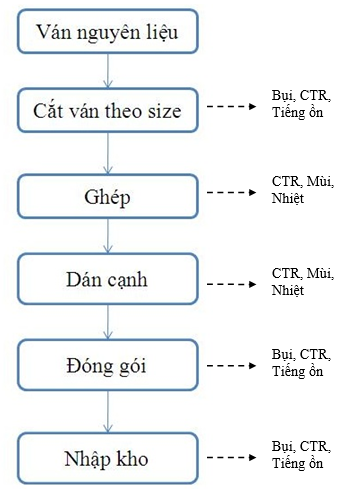 Ván nguyên liệu
Cắt ván theo size
Bụi, CTR,
Tiếng ồn
Ghép
CTR, Mùi,
Nhiệt
Dán cạnh
CTR, Mùi,
Nhiệt
Đóng gói
Bụi, CTR,
Tiếng ồn
Nhập kho
Bụi, CTR,
Tiếng ồn